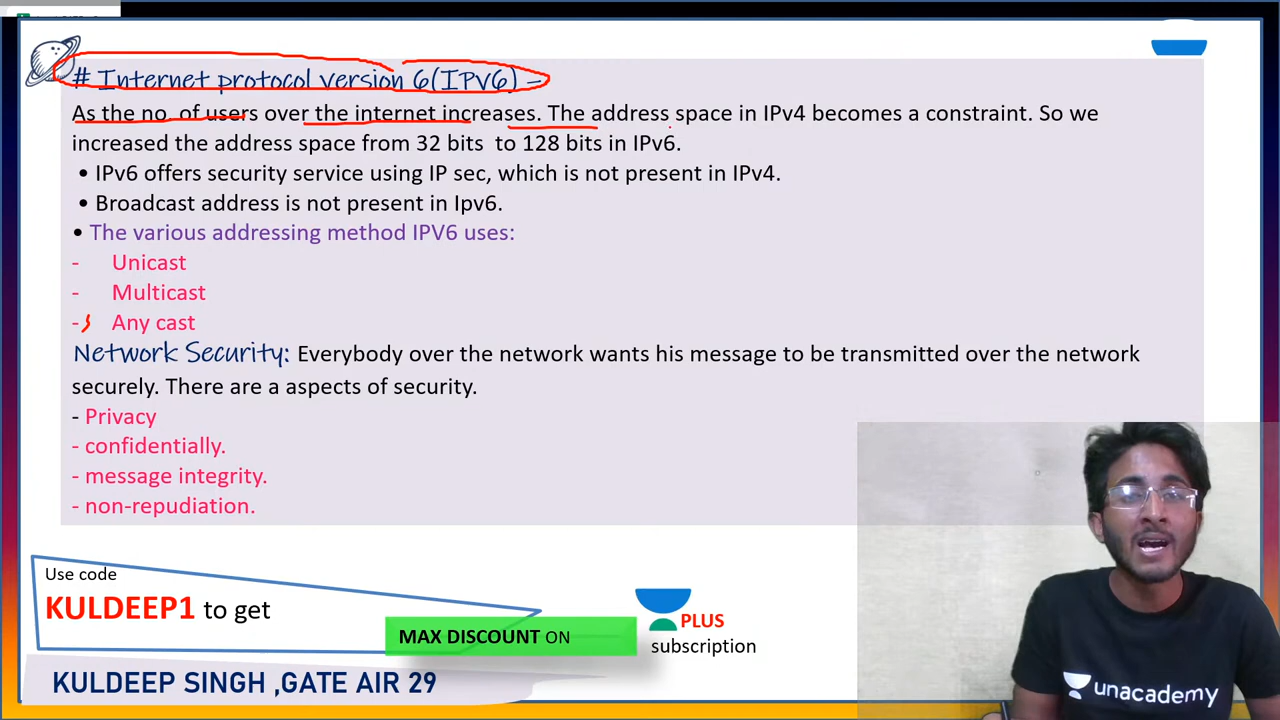 # Internet protocol version 6(IPV6) –
As the no. of users over the internet increases. The address space in IPv4 becomes a constraint. So we
increased the address space from 32 bits to 128 bits in IPv6.
• IPv6 offers security service using IP sec, which is not present in IPv4.
• Broadcast address is not present in Ipv6.
• The various addressing method IPV6 uses:
- Unicast
- Multicast
- Any cast
Network Security: Everybody over the network wants his message to be transmitted over the network
securely. There are a aspects of security.
- Privacy
- confidentially.
- message integrity.
- non-repudiation.
Use code
KULDEEP1 to get
MAX DISCOUNT ON
PLUS
subscription
KULDEEP SINGH ,GATE AIR 29
unacademy